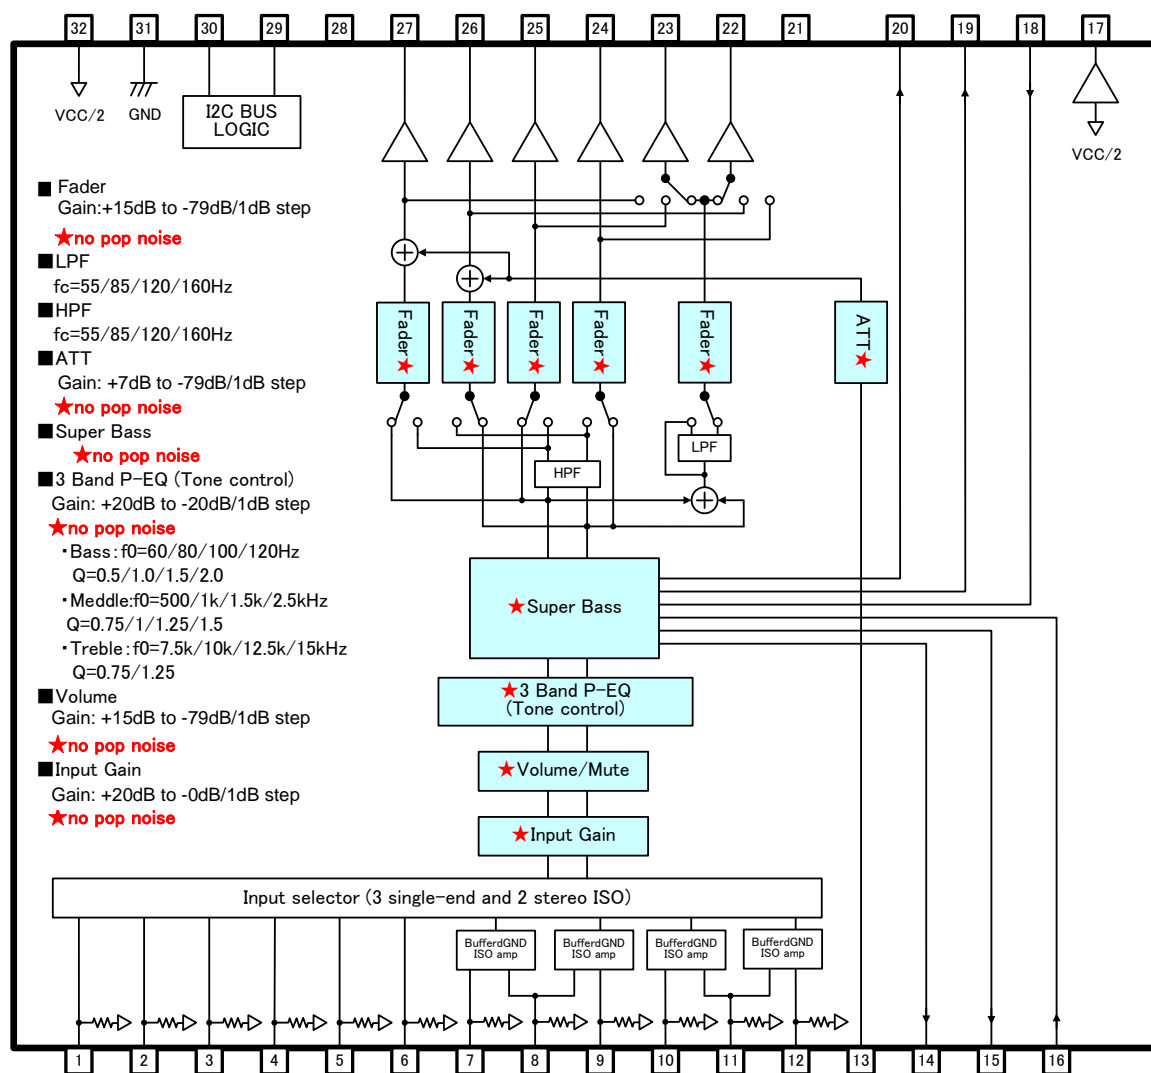 32 31 30 29 28 27 26 25 24 23 22 21 20 19 18 17
VCC/2
GND
I2C BUS
LOGIC
VCC/2
■ Fader
Gain:+15dB to -79dB/1dB step
★no pop noise
■LPF
fc=55/85/120/160Hz
■HPF
fc=55/85/120/160Hz
■ATT
Gain: +7dB to -79dB/1dB step
★no pop noise
■Super Bass
★no pop noise
■3 Band P-EQ (Tone control)
Gain: +20dB to -20dB/1dB step
★no pop noise
・Bass:f0=60/80/100/120Hz
Q=0.5/1.0/1.5/2.0
・Meddle:f0=500/1k/1.5k/2.5kHz
Q=0.75/1/1.25/1.5
・Treble:f0=7.5k/10k/12.5k/15kHz
Q=0.75/1.25
■Volume
Gain: +15dB to -79dB/1dB step
★no pop noise
■Input Gain
Gain: +20dB to -0dB/1dB step
★no pop noise
Fader★
Fader★
Fader★
Fader★
Fader★
ATT★
LPF
HPF
★Super Bass
★3 Band P-EQ
(Tone control)
★Volume/Mute
★Input Gain
Input selector (3 single-end and 2 stereo ISO)
BufferdGND
ISO amp
BufferdGND
ISO amp
BufferdGND
ISO amp
BufferdGND
ISO amp
1 2 3 4 5 6 7 8 9 10 11 12 13 14 15 16